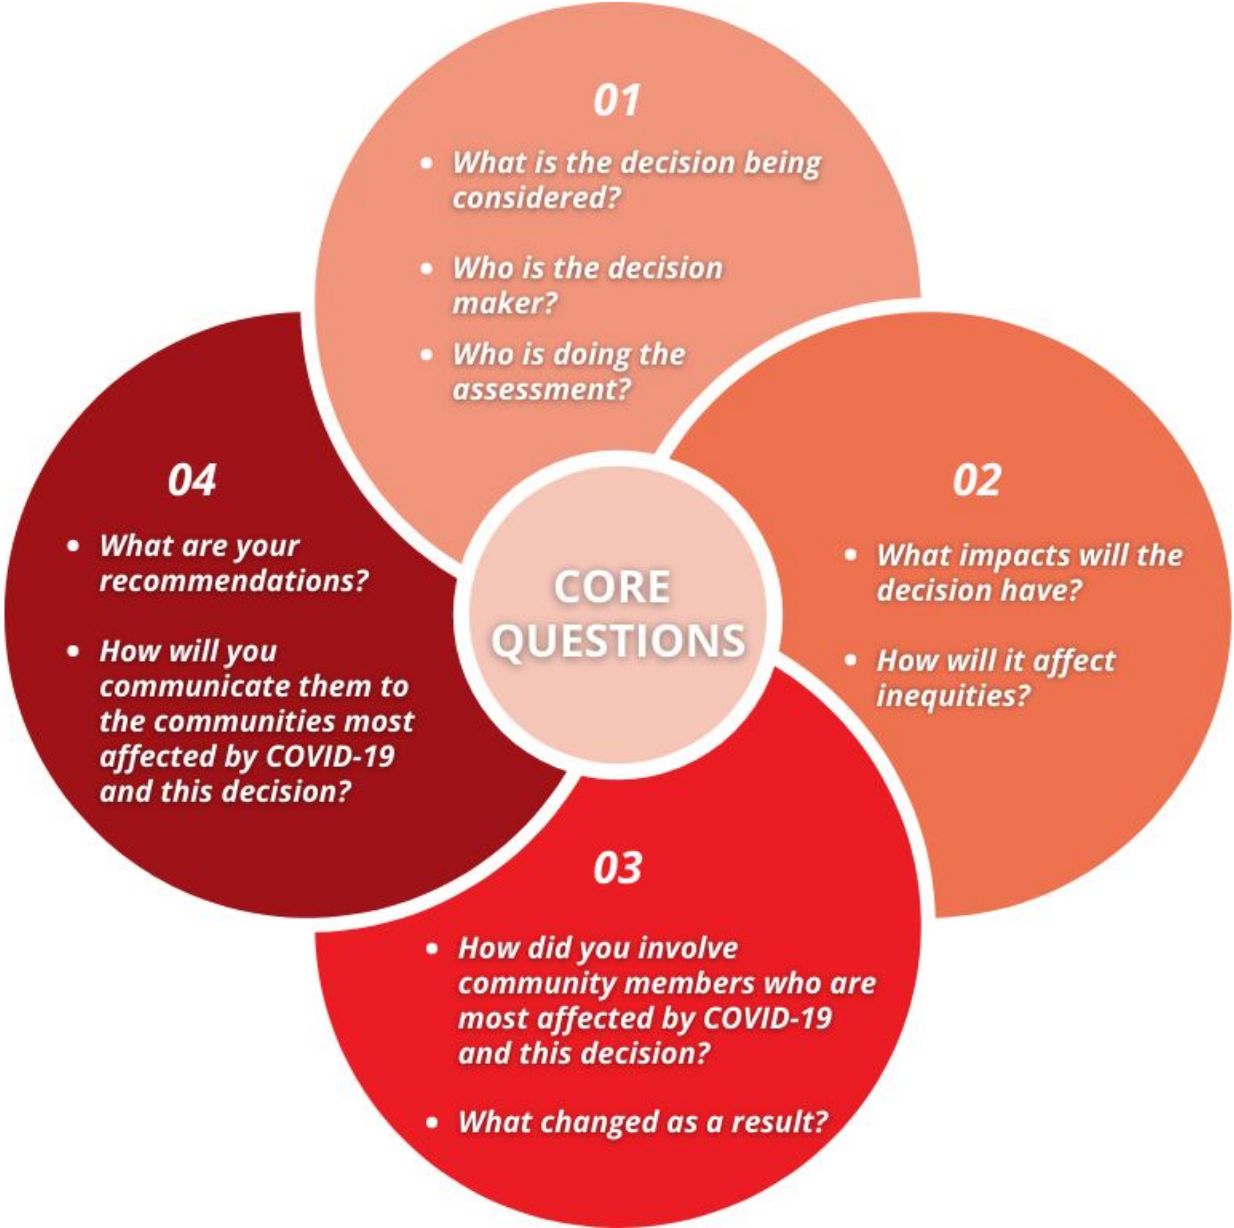 01
• What is the decision being
considered?
• Who is the decision
maker?
• Who is doing the
assessment?
02
• What impacts will the
decision have?
• How will it affect
inequities?
03
• How did you involve
community members who are
most affected by COVID-19
and this decision?
• What changed as a result?
04
• What are your
recommendations?
• How will you
communicate them to
the communities most
affected by COVID-19
and this decision?
CORE
QUESTIONS